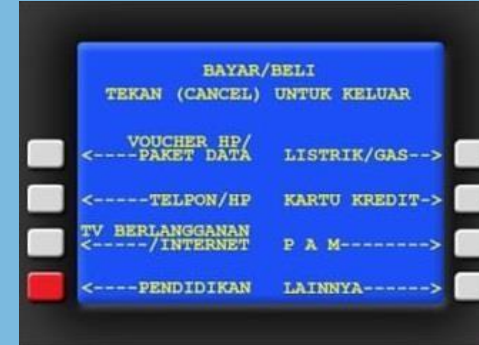 BAYAR/BELI
TEKAN (CANCEL) UNTUK KELUAR
VOUCHER HP/
<----PAKET DATA
LISTRIK/GAS-->
<----TELPON/HP
KARTU KREDIT->
TV BERLANGGANAN
<----/INTERNET
P A M-------->
<----PENDIDIKAN
LAINNYA------>